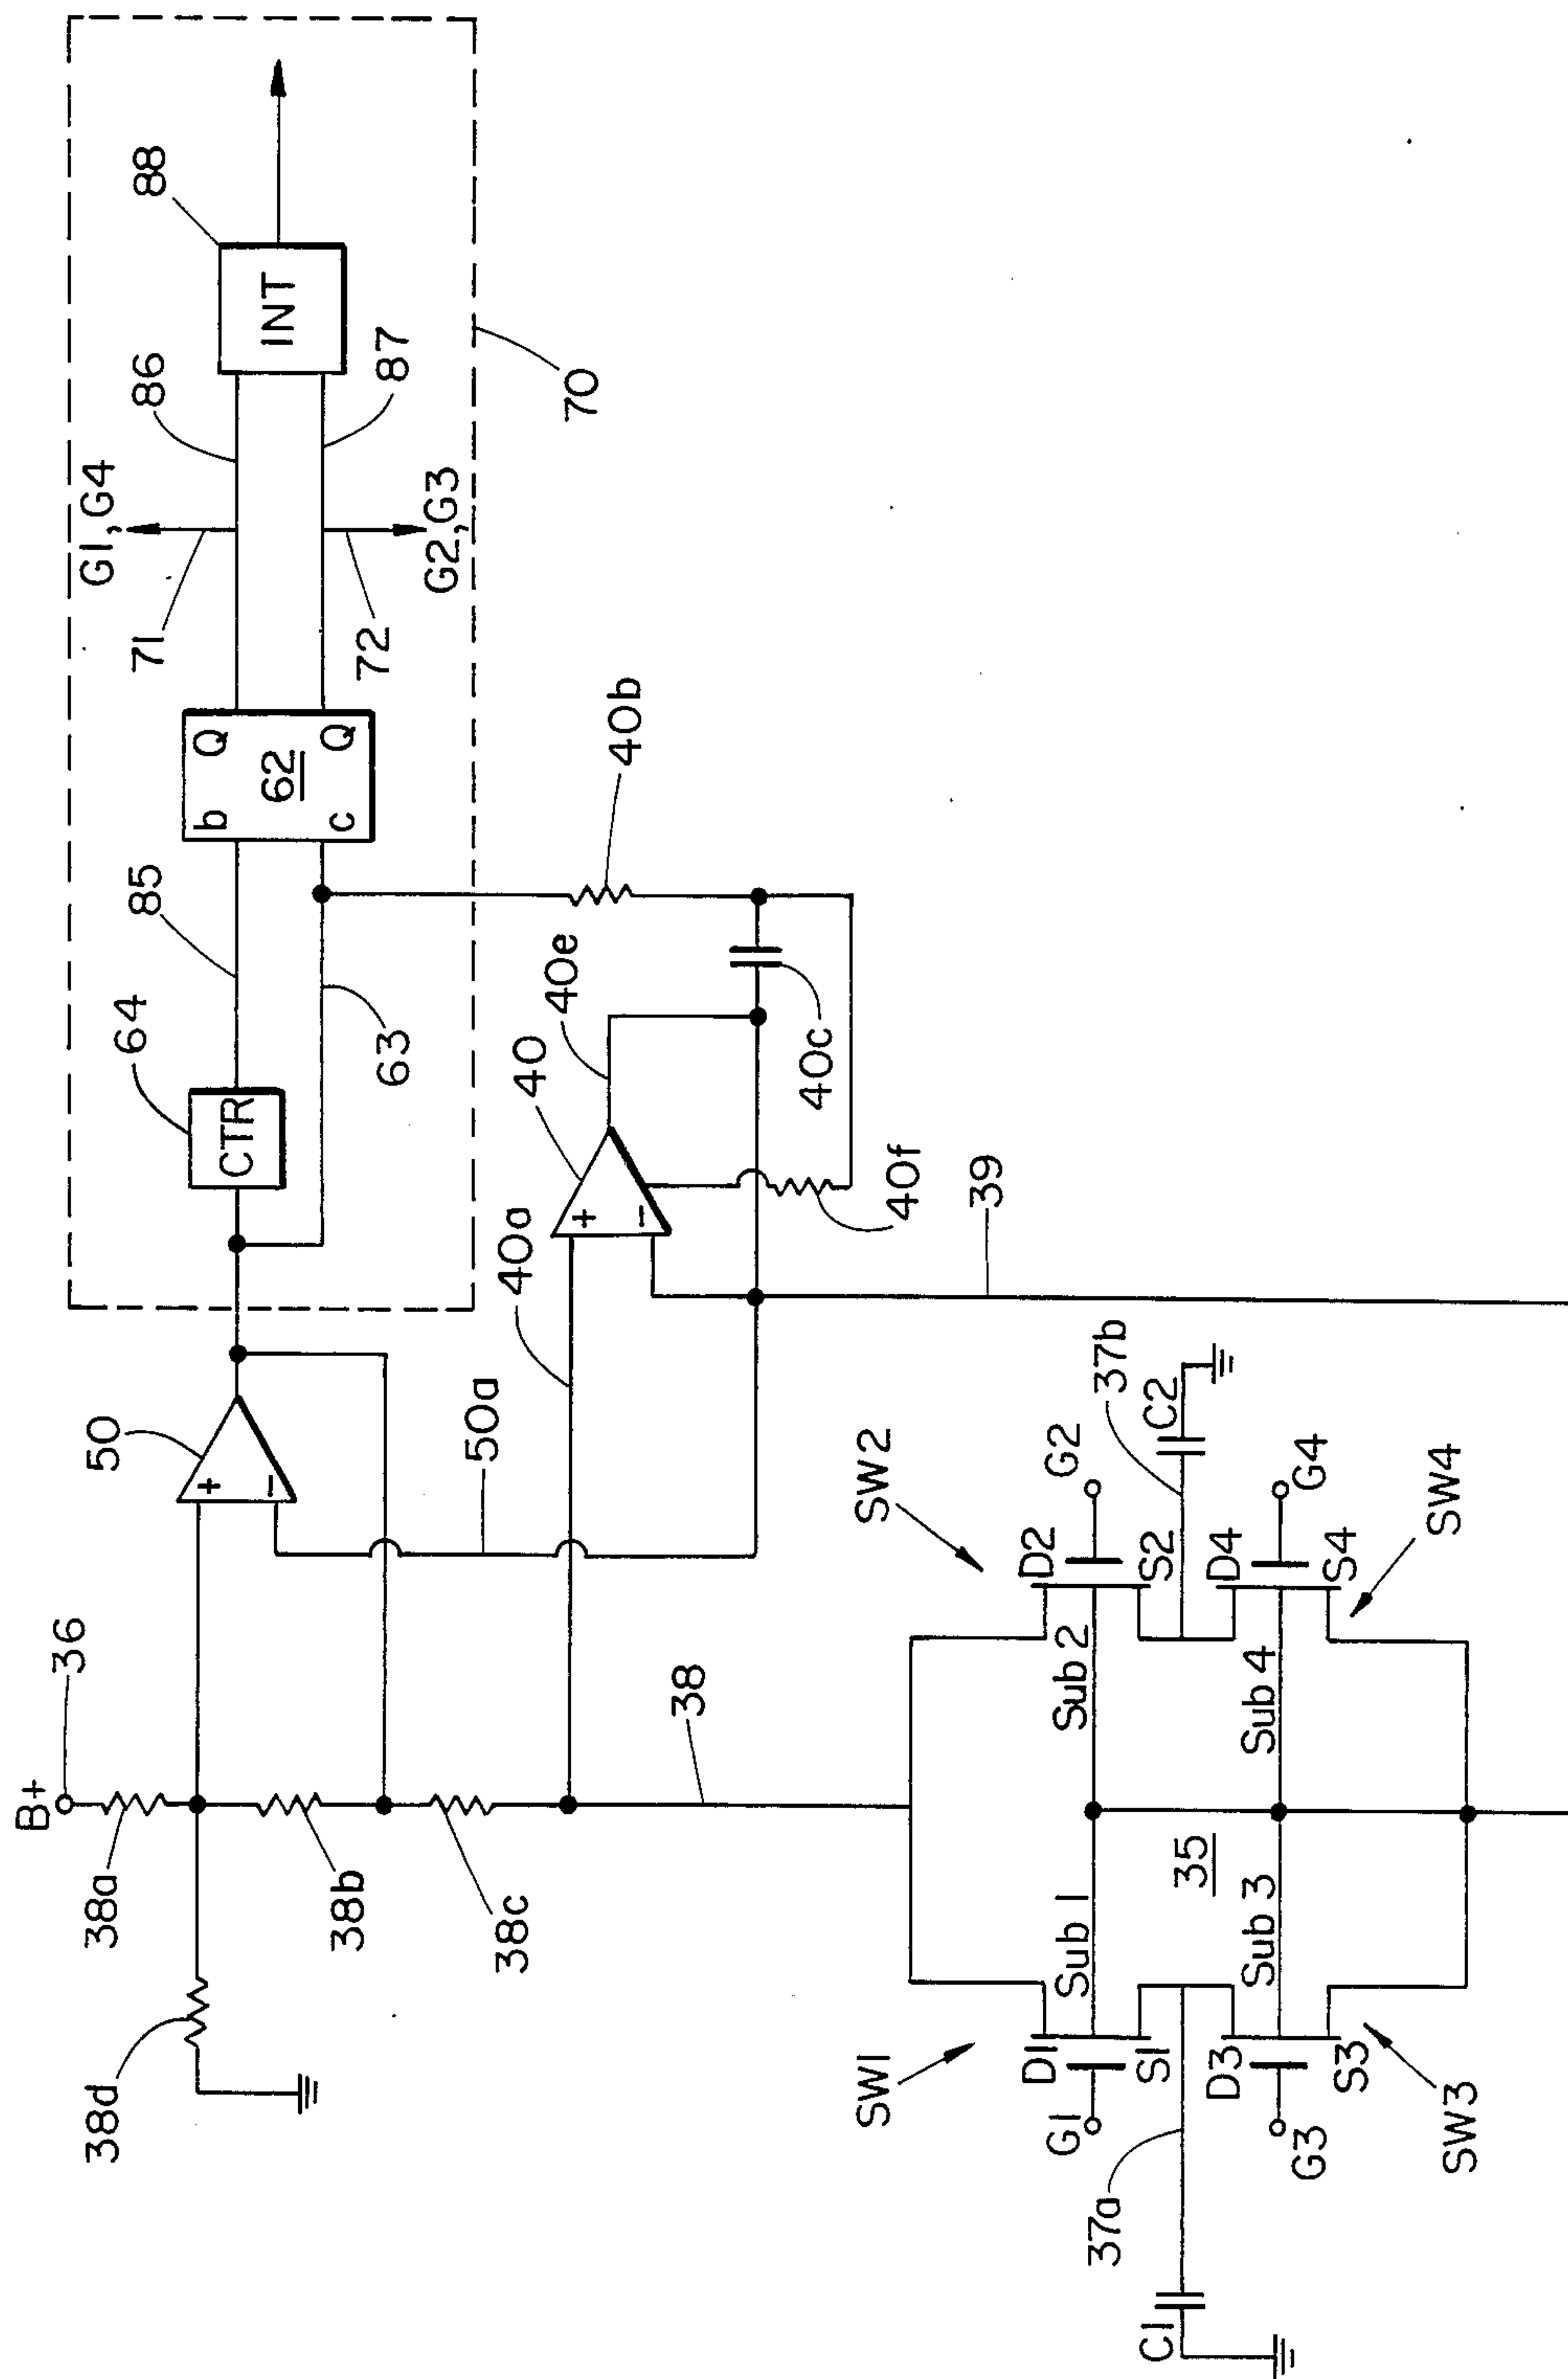 88
INT
86
87
G1, G4
70
71
G2, G3
72
Q
Q
62
b
c
40b
85
64
CTR
63
40e
40
40c
+
−
40f
40a
39
50
+
−
50a
37b
C2
SW2
G2
G4
SW4
D2
S2
D4
S4
36
B+
38
Sub 2
Sub 4
38a
38b
38c
35
Sub 1
Sub 3
38d
SW1
D1
S1
D3
S3
G1
G3
SW3
37a
C1